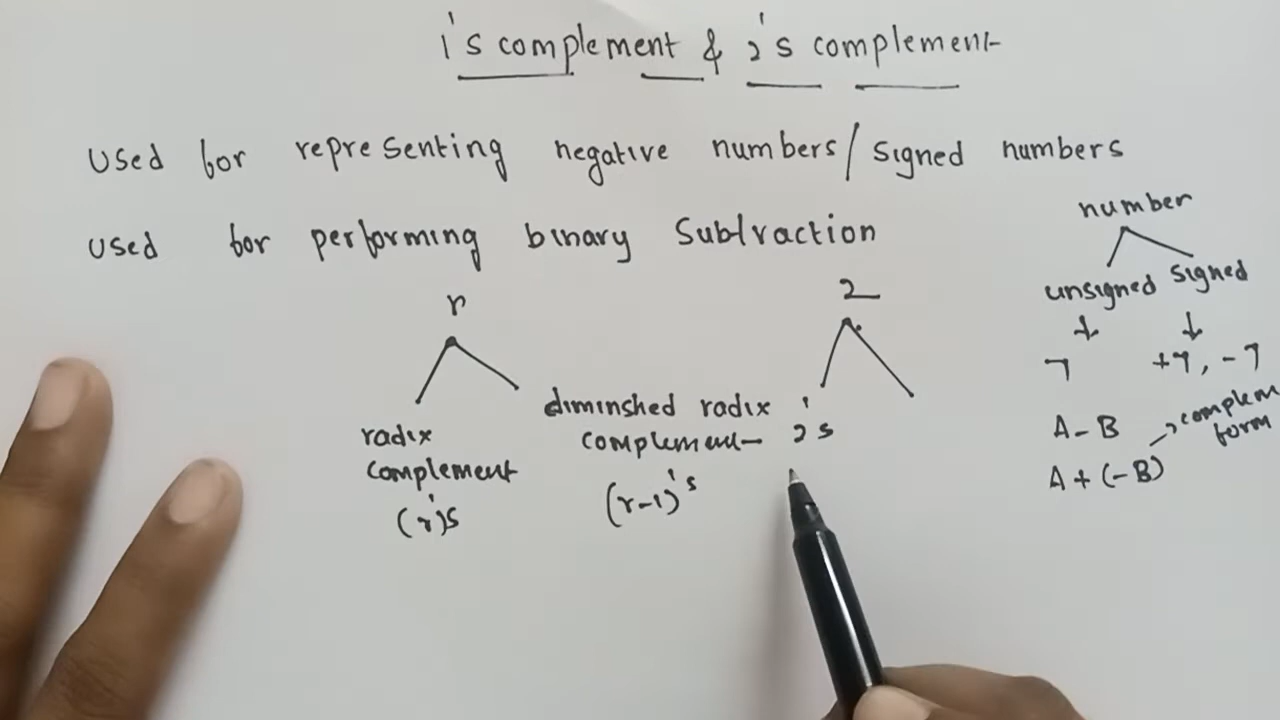 1's complement & 2's complement
used for representing negative numbers/signed numbers
used for performing binary Subtraction
number
unsigned signed
7 +7, -7
r
2
radix
complement
(r)'s
diminshed radix
complement
(r-1)'s
2's
A-B
A+(-B)
complem
form